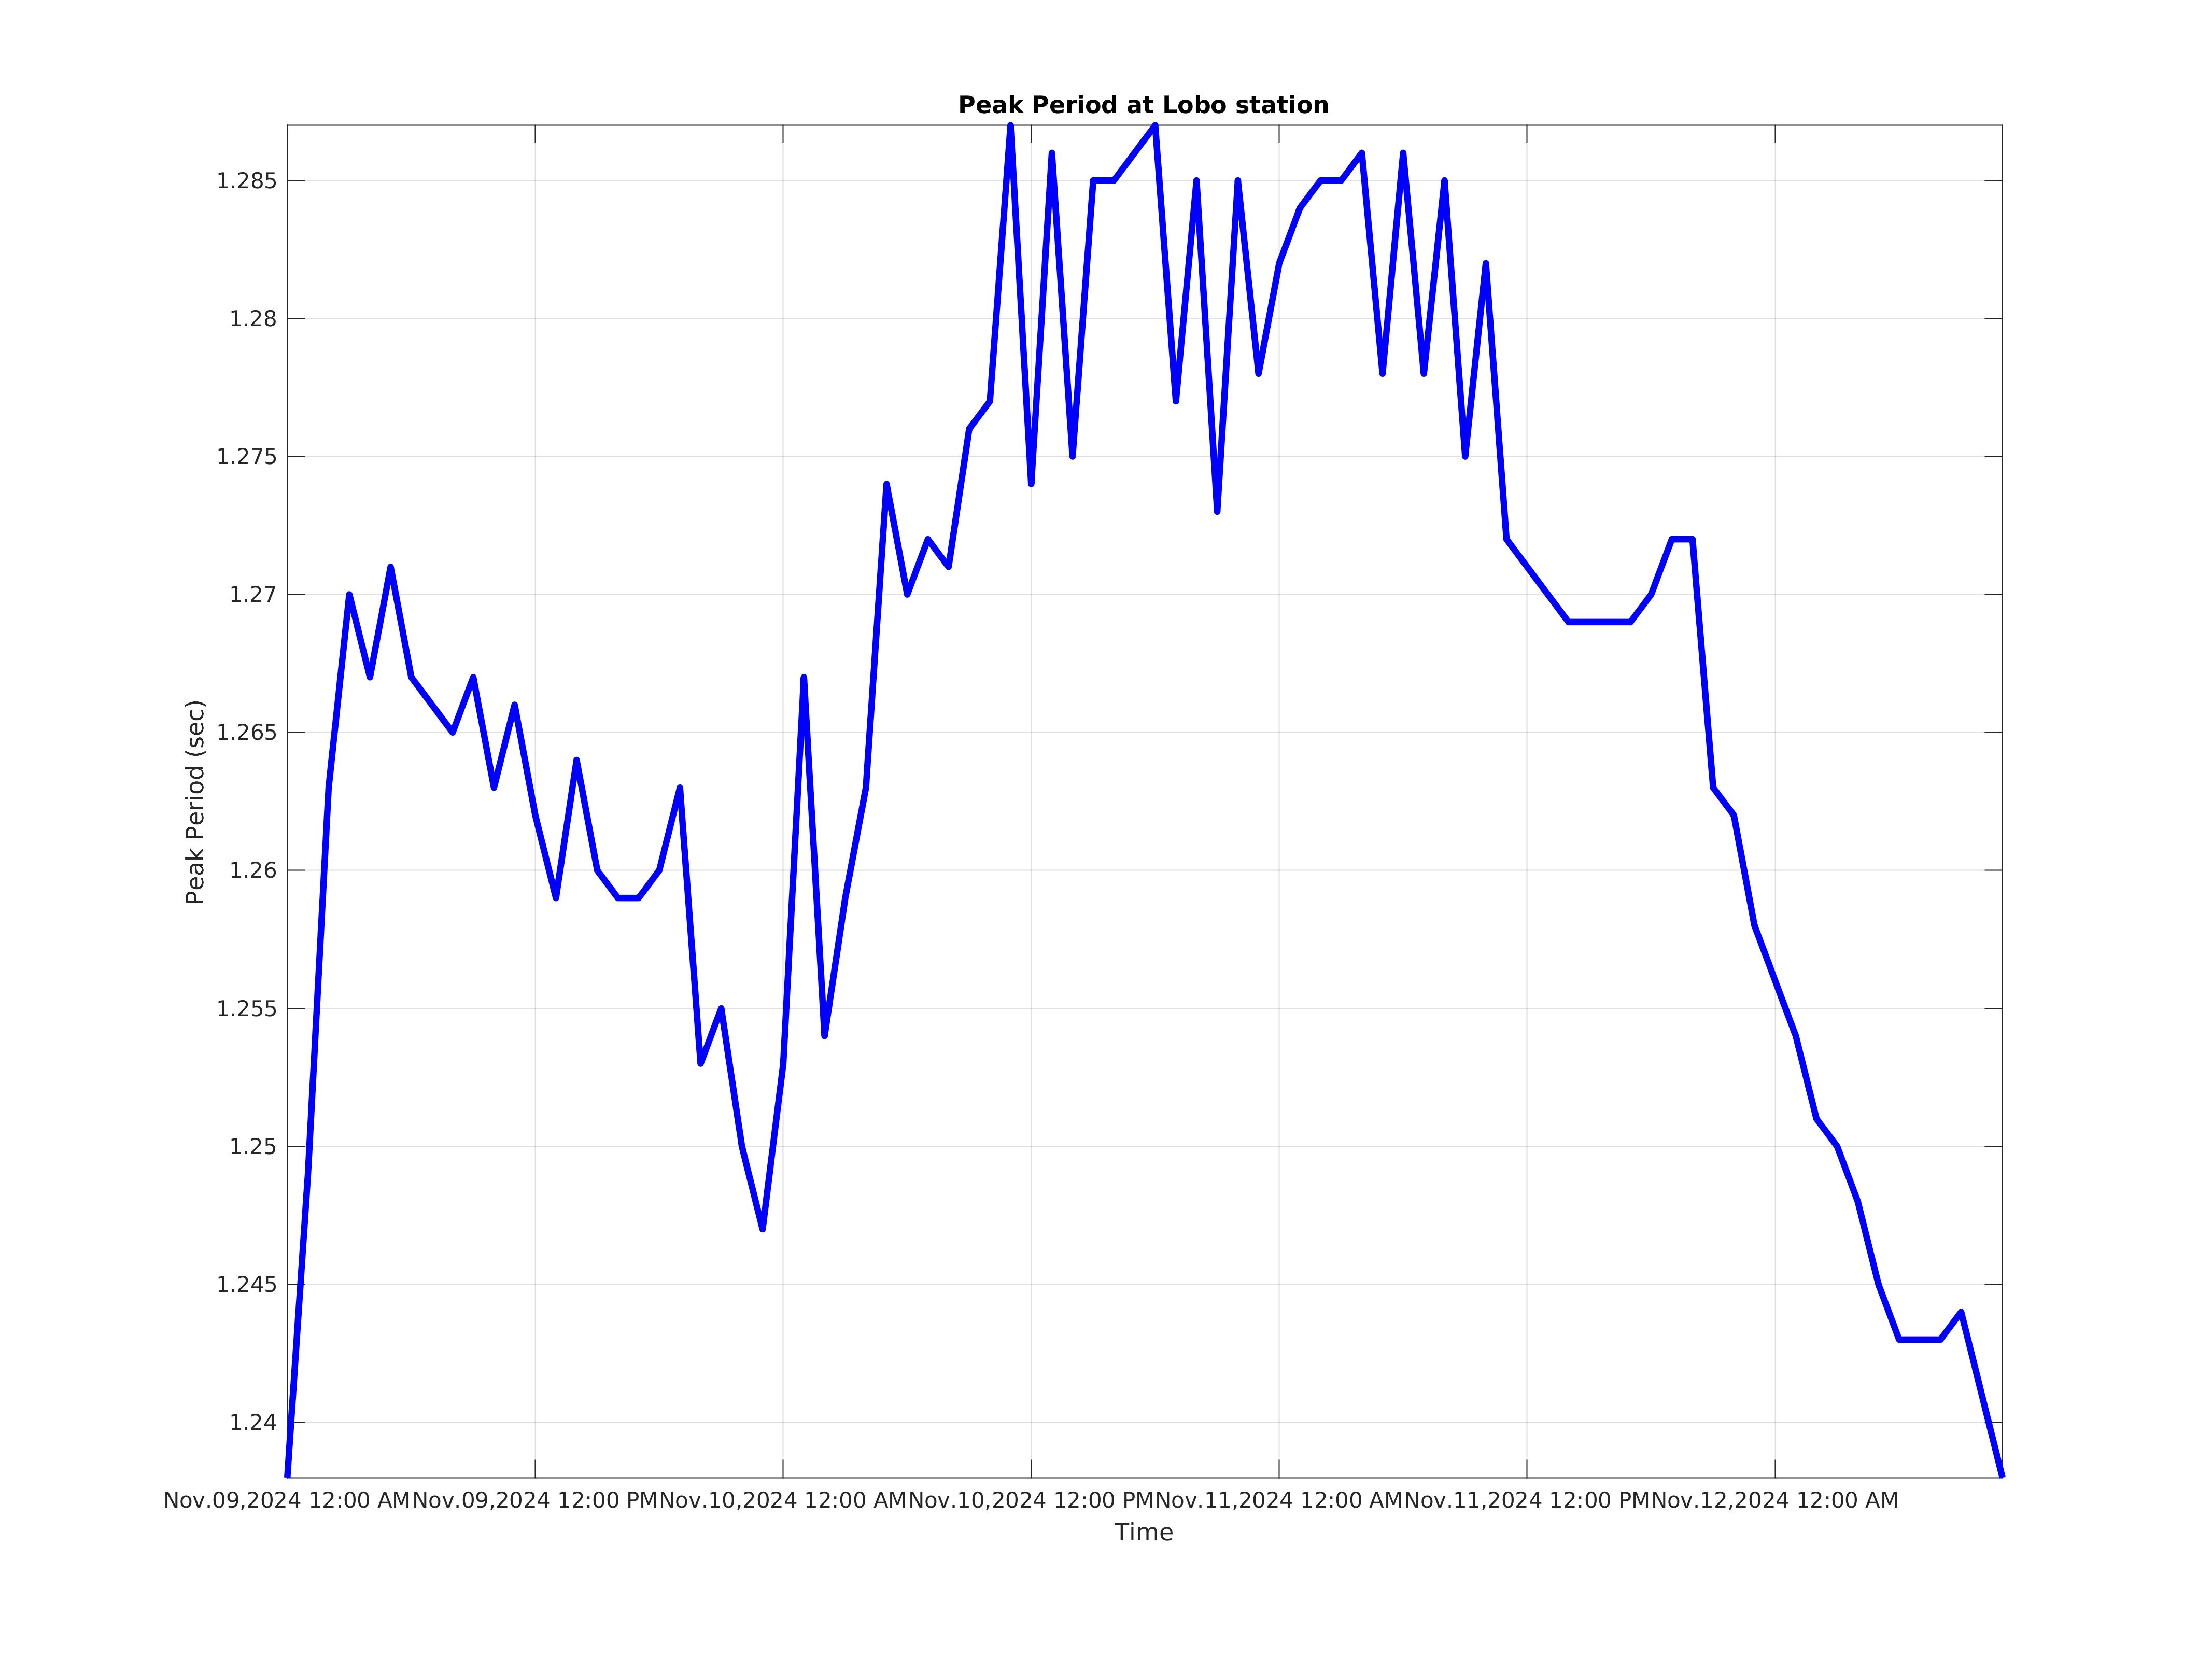 Peak Period at Lobo station
1.285
1.28
1.275
1.27
1.265
1.26
1.255
1.25
1.245
1.24
Peak Period (sec)
Nov.09,2024 12:00 AM Nov.09,2024 12:00 PM Nov.10,2024 12:00 AM Nov.10,2024 12:00 PM Nov.11,2024 12:00 AM Nov.11,2024 12:00 PM Nov.12,2024 12:00 AM
Time